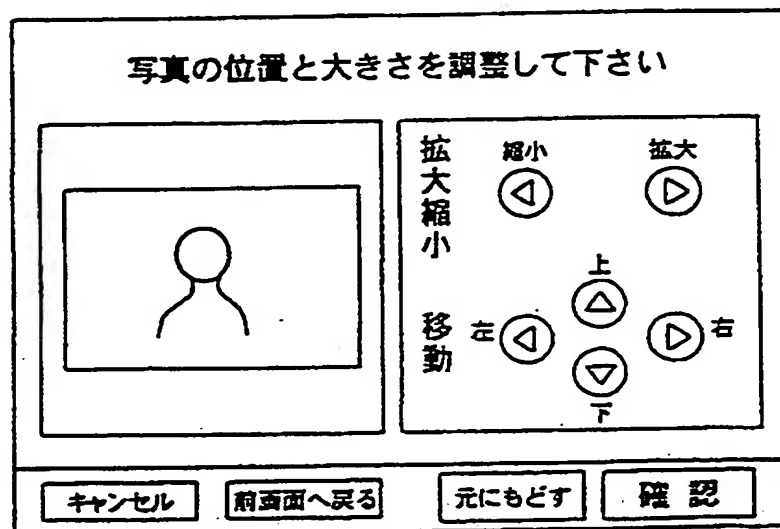 写真の位置と大きさを調整して下さい
拡大縮小
縮小
拡大
移動
上
左
右
下
キャンセル
前画面へ戻る
元にもどす
確認